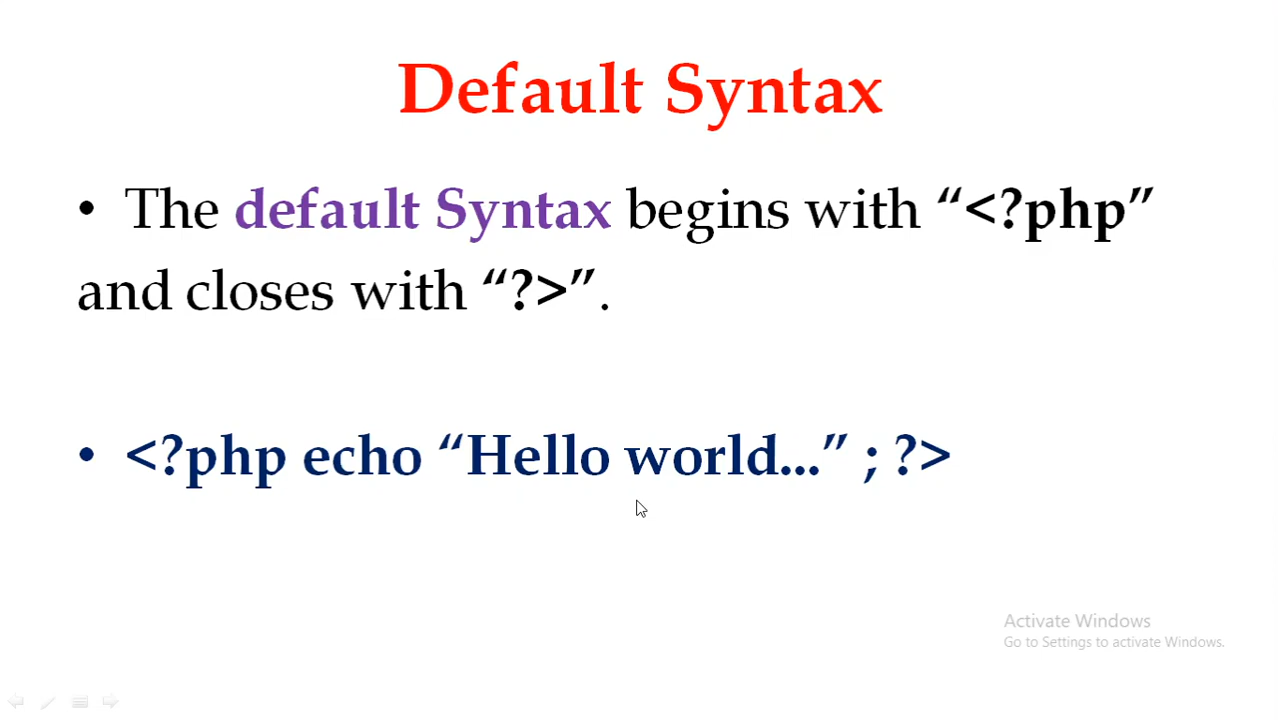 Default Syntax
• The default Syntax begins with “<?php”
and closes with “?>”.
• <?php echo “Hello world...” ; ?>
Activate Windows
Go to Settings to activate Windows.